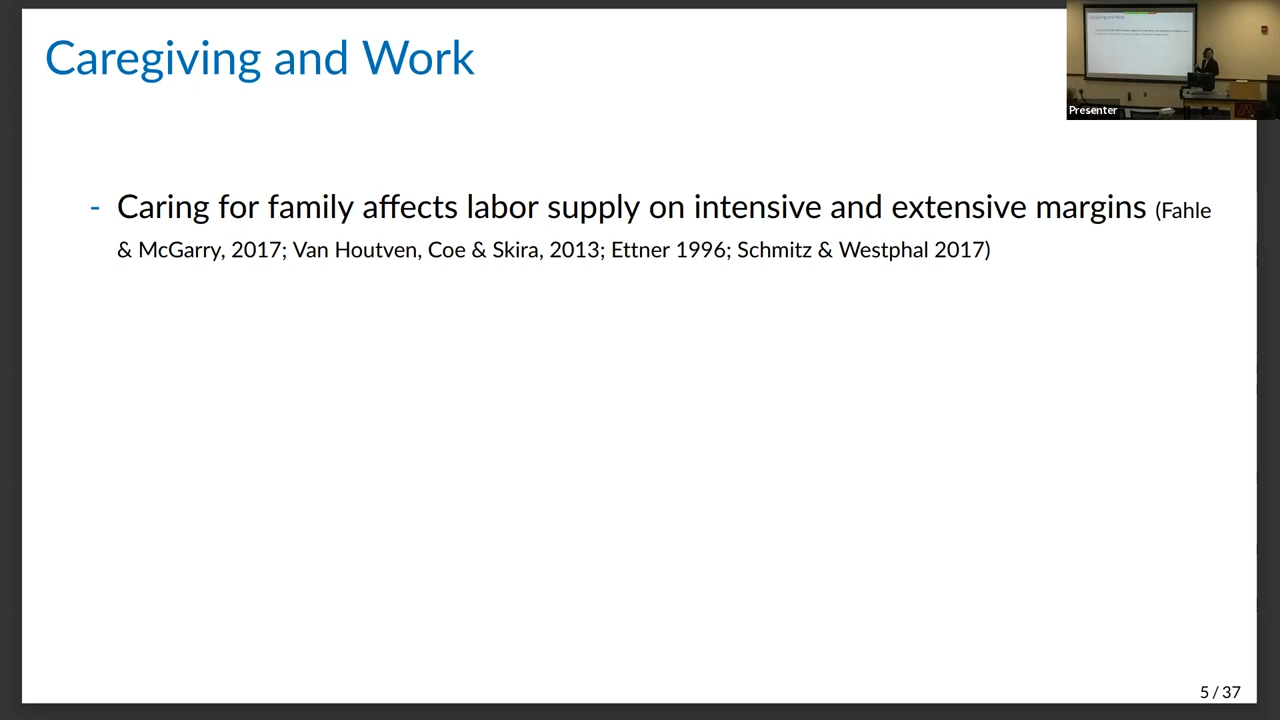 Caregiving and Work
Presenter
- Caring for family affects labor supply on intensive and extensive margins (Fahle
& McGarry, 2017; Van Houtven, Coe & Skira, 2013; Ettner 1996; Schmitz & Westphal 2017)
5 / 37